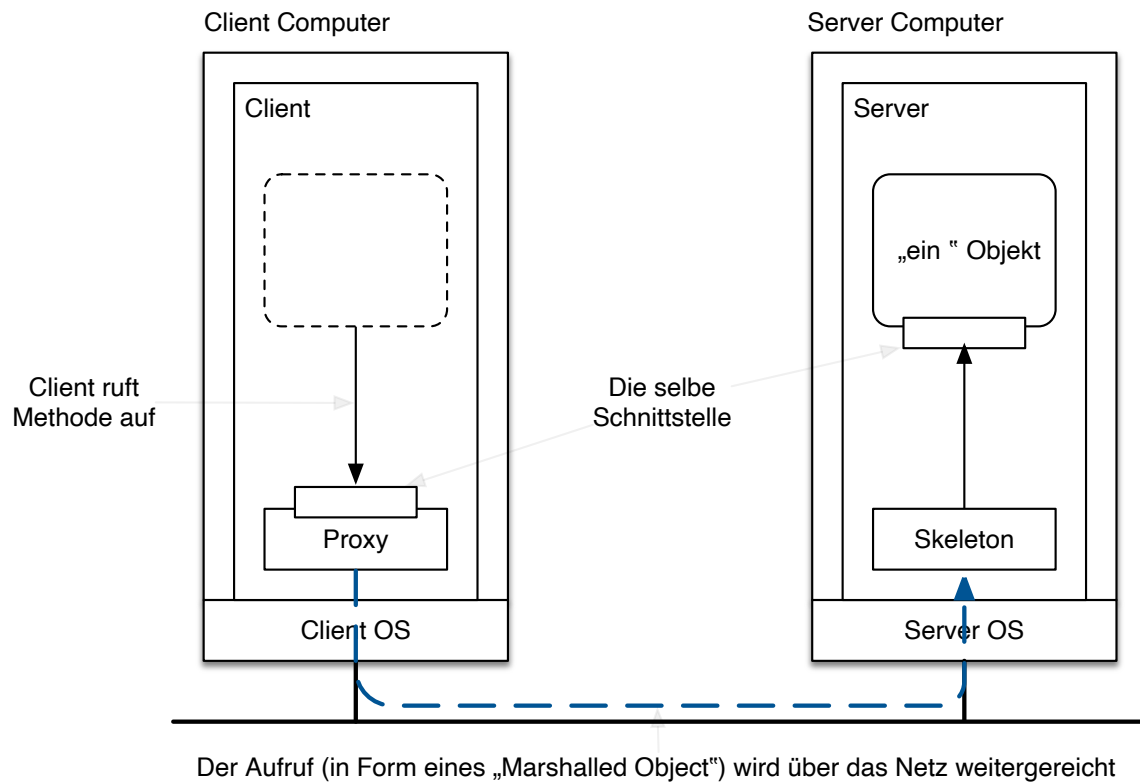 Client Computer
Server Computer
Client
Server
„ein “ Objekt
Client ruft
Methode auf
Die selbe
Schnittstelle
Proxy
Skeleton
Client OS
Server OS
Der Aufruf (in Form eines „Marshalled Object“) wird über das Netz weitergereicht